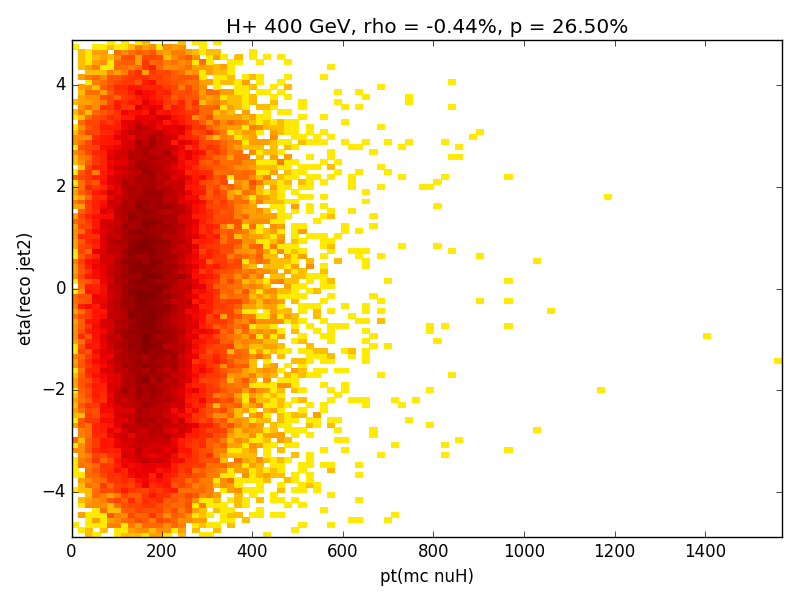 H+ 400 GeV, rho = -0.44%, p = 26.50%
eta(reco jet2)
4
2
0
−2
−4
0 200 400 600 800 1000 1200 1400
pt(mc nuH)